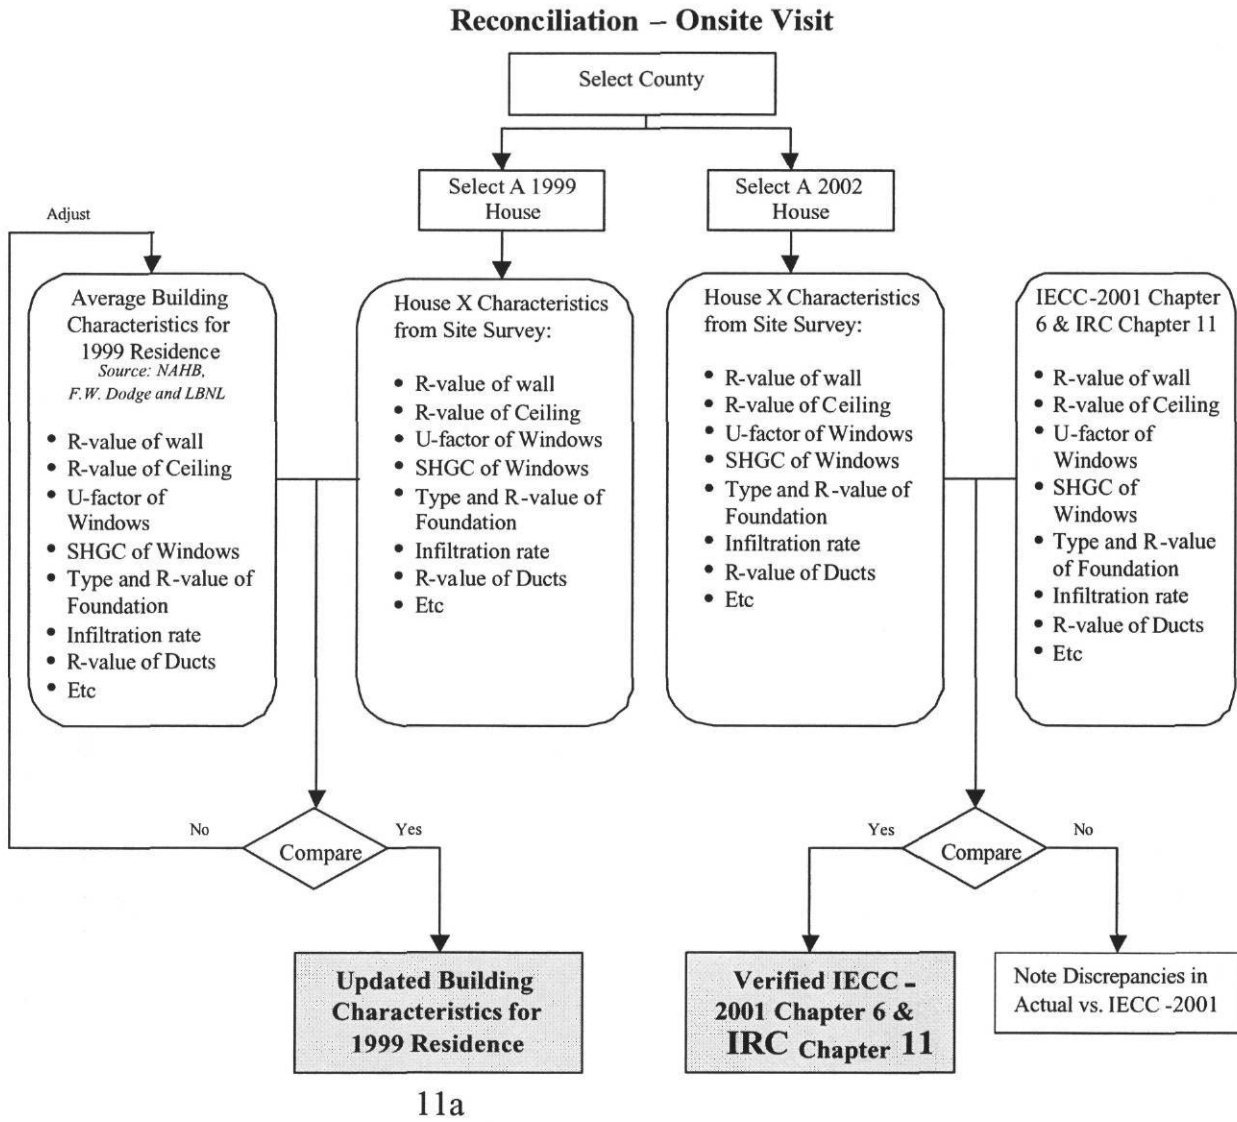 Reconciliation – Onsite Visit
Select County
Select A 1999
House
Select A 2002
House
Adjust
Average Building
Characteristics for
1999 Residence
Source: NAHB,
F.W. Dodge and LBNL
• R-value of wall
• R-value of Ceiling
• U-factor of
Windows
• SHGC of Windows
• Type and R-value of
Foundation
• Infiltration rate
• R-value of Ducts
• Etc
House X Characteristics
from Site Survey:
• R-value of wall
• R-value of Ceiling
• U-factor of Windows
• SHGC of Windows
• Type and R-value of
Foundation
• Infiltration rate
• R-value of Ducts
• Etc
House X Characteristics
from Site Survey:
• R-value of wall
• R-value of Ceiling
• U-factor of Windows
• SHGC of Windows
• Type and R-value of
Foundation
• Infiltration rate
• R-value of Ducts
• Etc
IECC-2001 Chapter
6 & IRC Chapter 11
• R-value of wall
• R-value of Ceiling
• U-factor of
Windows
• SHGC of
Windows
• Type and R-value
of Foundation
• Infiltration rate
• R-value of Ducts
• Etc
No
Compare
Yes
Yes
Compare
No
Updated Building
Characteristics for
1999 Residence
Verified IECC -
2001 Chapter 6 &
IRC Chapter 11
Note Discrepancies in
Actual vs. IECC -2001
11a